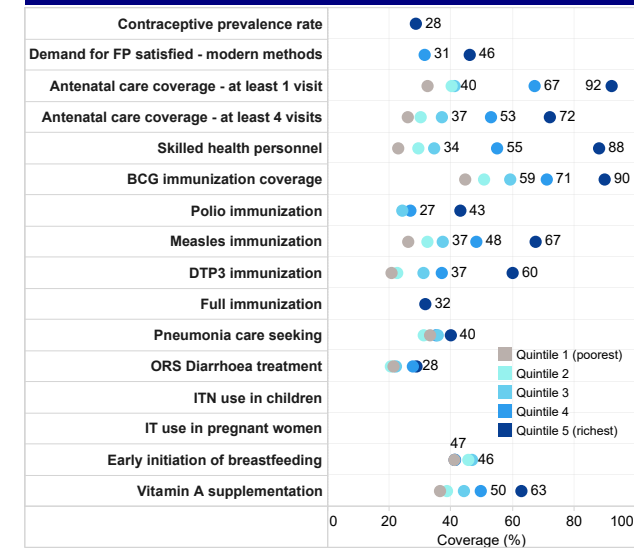 Contraceptive prevalence rate 28
Demand for FP satisfied - modern methods 31 46
Antenatal care coverage - at least 1 visit 40 67 92
Antenatal care coverage - at least 4 visits 37 53 72
Skilled health personnel 34 55 88
BCG immunization coverage 59 71 90
Polio immunization 27 43
Measles immunization 37 48 67
DTP3 immunization 37 60
Full immunization 32
Pneumonia care seeking 40
ORS Diarrhoea treatment 28
ITN use in children
IT use in pregnant women
47
Early initiation of breastfeeding 46
Vitamin A supplementation 50 63
Quintile 1 (poorest)
Quintile 2
Quintile 3
Quintile 4
Quintile 5 (richest)
0 20 40 60 80 100
Coverage (%)